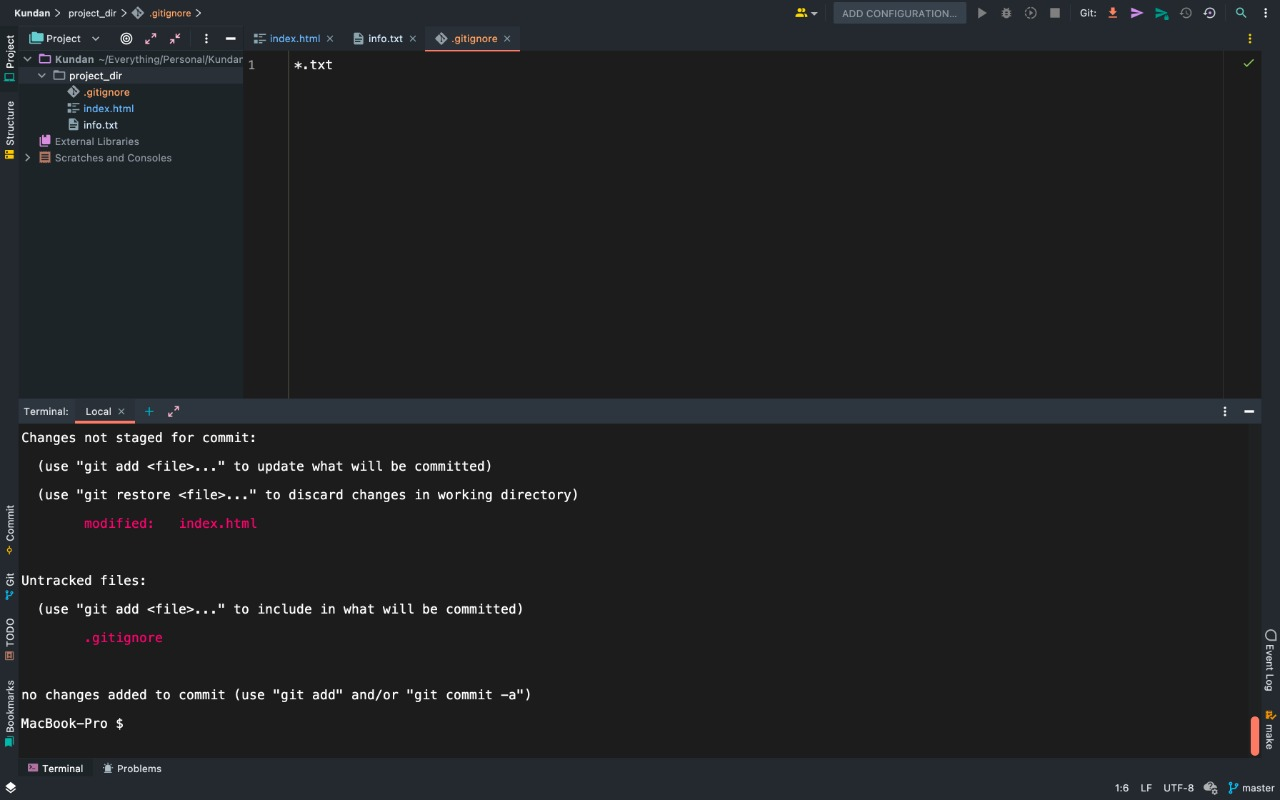 Kundan project_dir .gitignore
ADD CONFIGURATION... Git:
Project
index.html info.txt .gitignore
Project
Structure
Kundan ~/Everything/Personal/Kundan
project_dir
.gitignore
index.html
info.txt
External Libraries
Scratches and Consoles
1 *.txt
Terminal: Local
Changes not staged for commit:
(use "git add <file>..." to update what will be committed)
(use "git restore <file>..." to discard changes in working directory)
modified: index.html
Untracked files:
(use "git add <file>..." to include in what will be committed)
.gitignore
no changes added to commit (use "git add" and/or "git commit -a")
MacBook-Pro $
Commit
Git
TODO
Bookmarks
Event Log
make
Terminal Problems
1:6 LF UTF-8 master